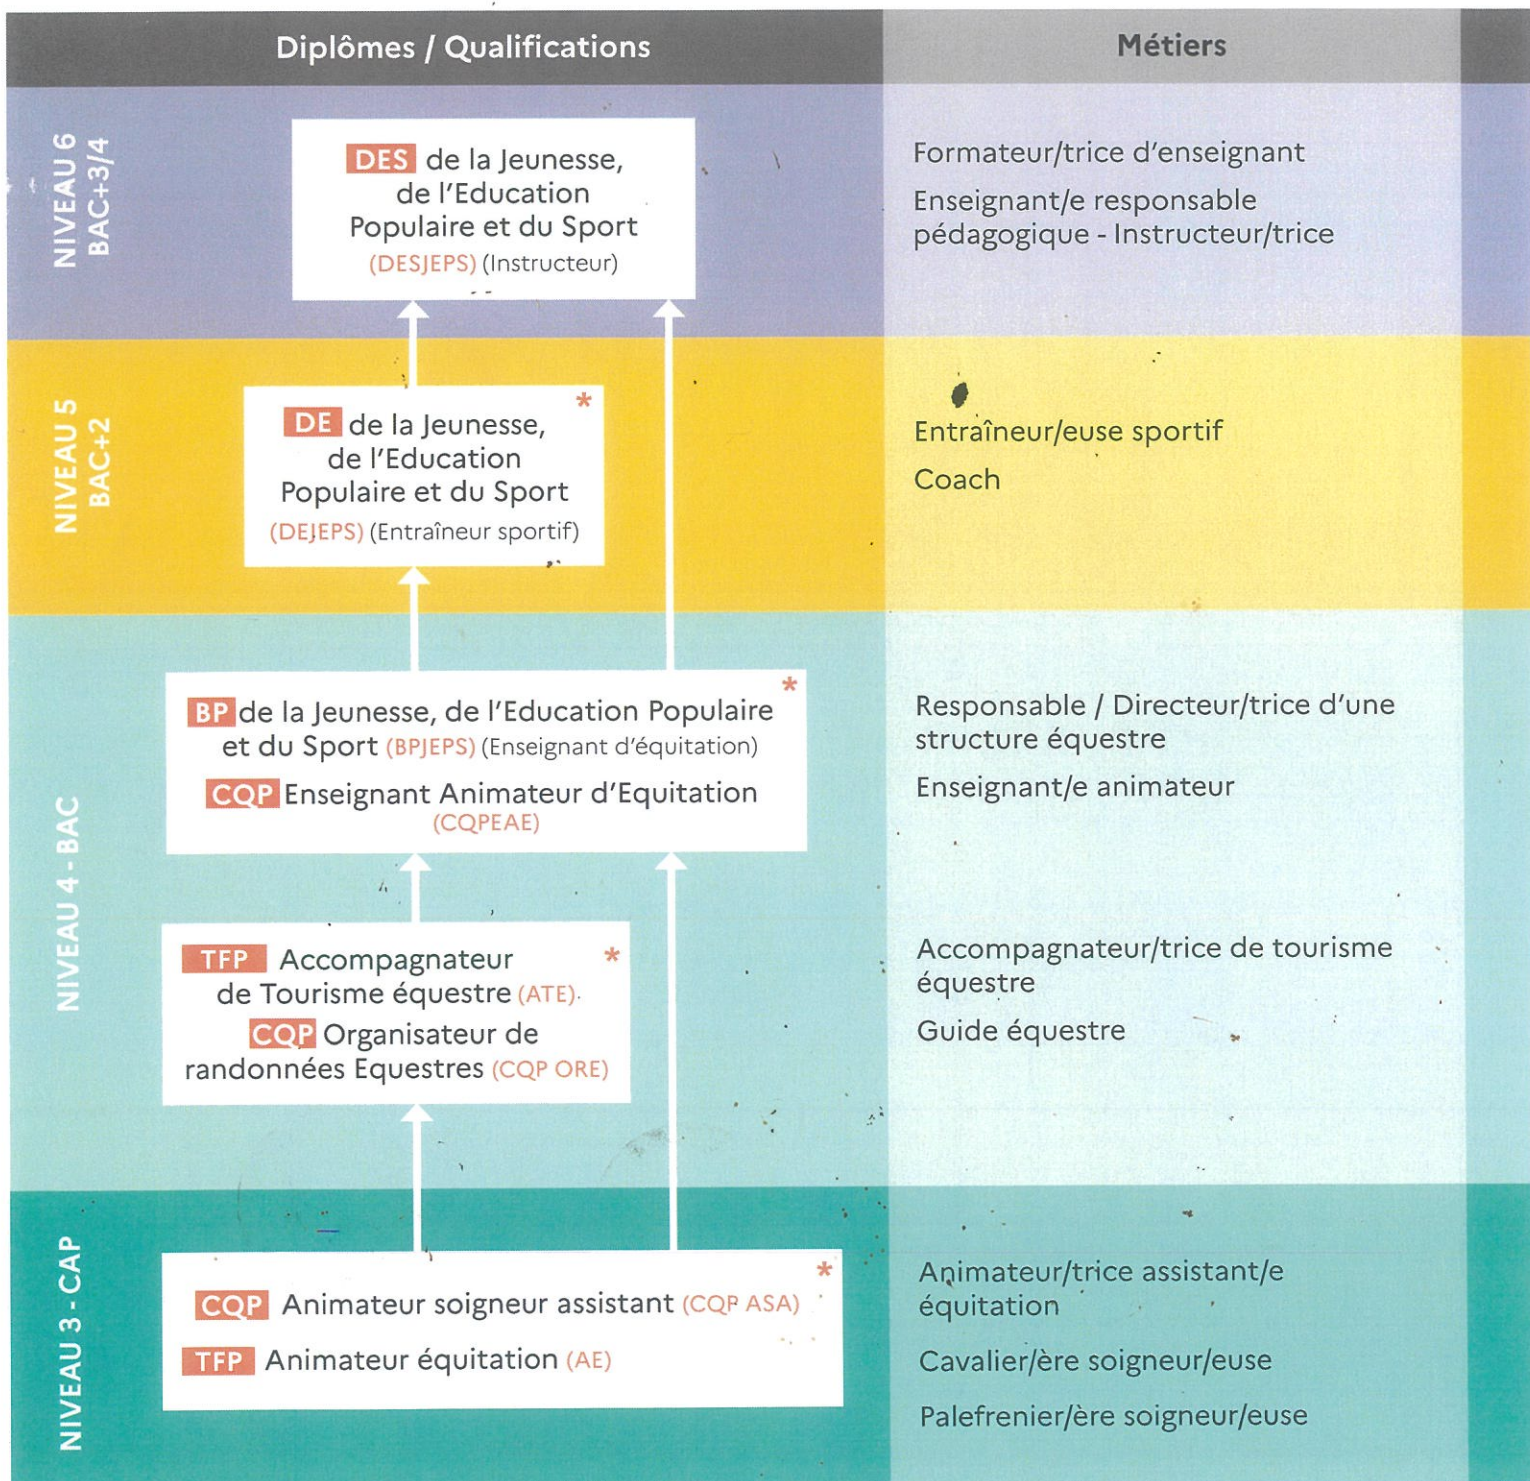 Diplômes / Qualifications
Métiers
NIVEAU 6
BAC+3/4
DES de la Jeunesse,
de l'Education
Populaire et du Sport
(DESJEPS) (Instructeur)
Formateur/trice d'enseignant
Enseignant/e responsable
pédagogique - Instructeur/trice
NIVEAU 5
BAC+2
DE de la Jeunesse, *
de l'Education
Populaire et du Sport
(DEJEPS) (Entraîneur sportif)
Entraîneur/euse sportif
Coach
NIVEAU 4 - BAC
BP de la Jeunesse, de l'Education Populaire *
et du Sport (BPJEPS) (Enseignant d'équitation)
CQP Enseignant Animateur d'Equitation
(CQPEAE)
Responsable / Directeur/trice d'une
structure équestre
Enseignant/e animateur
TFP Accompagnateur *
de Tourisme équestre (ATE)
CQP Organisateur de
randonnées Equestres (CQP ORE)
Accompagnateur/trice de tourisme
équestre
Guide équestre
NIVEAU 3 - CAP
CQP Animateur soigneur assistant (CQP ASA) *
TFP Animateur équitation (AE)
Animateur/trice assistant/e
équitation
Cavalier/ère soigneur/euse
Palefrenier/ère soigneur/euse